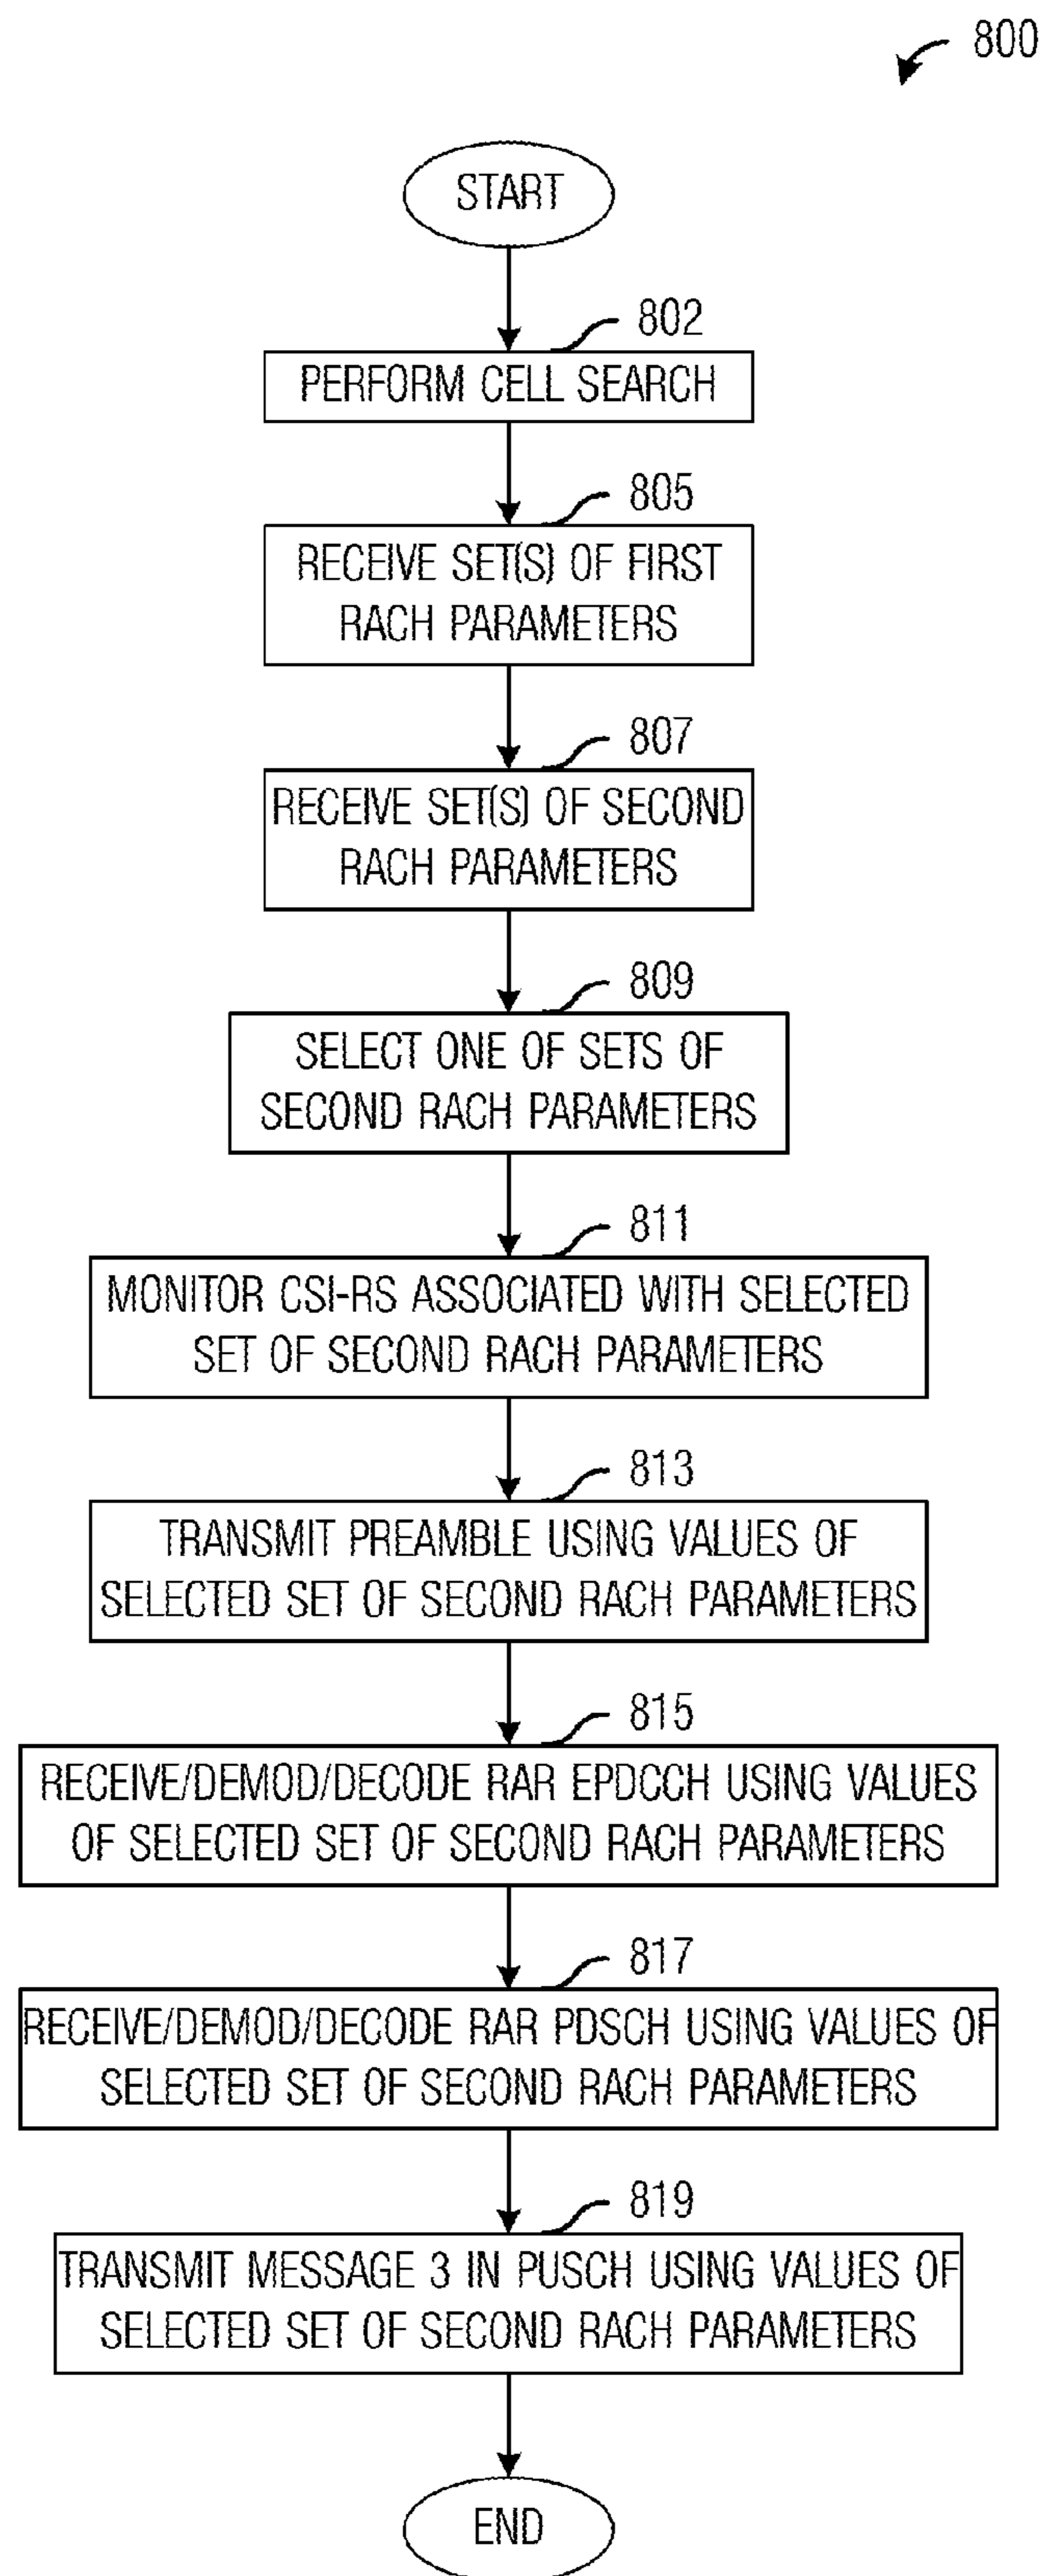 800
START
802
PERFORM CELL SEARCH
805
RECEIVE SET(S) OF FIRST
RACH PARAMETERS
807
RECEIVE SET(S) OF SECOND
RACH PARAMETERS
809
SELECT ONE OF SETS OF
SECOND RACH PARAMETERS
811
MONITOR CSI-RS ASSOCIATED WITH SELECTED
SET OF SECOND RACH PARAMETERS
813
TRANSMIT PREAMBLE USING VALUES OF
SELECTED SET OF SECOND RACH PARAMETERS
815
RECEIVE/DEMOD/DECODE RAR EPDCCH USING VALUES
OF SELECTED SET OF SECOND RACH PARAMETERS
817
RECEIVE/DEMOD/DECODE RAR PDSCH USING VALUES OF
SELECTED SET OF SECOND RACH PARAMETERS
819
TRANSMIT MESSAGE 3 IN PUSCH USING VALUES OF
SELECTED SET OF SECOND RACH PARAMETERS
END